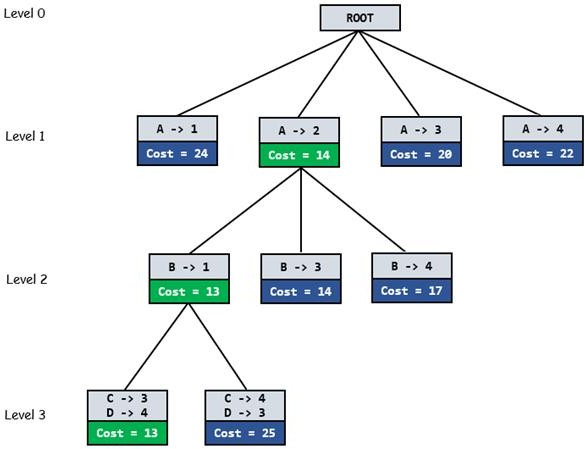 Level 0
ROOT
Level 1
A -> 1
Cost = 24
A -> 2
Cost = 14
A -> 3
Cost = 20
A -> 4
Cost = 22
Level 2
B -> 1
Cost = 13
B -> 3
Cost = 14
B -> 4
Cost = 17
Level 3
C -> 3
D -> 4
Cost = 13
C -> 4
D -> 3
Cost = 25